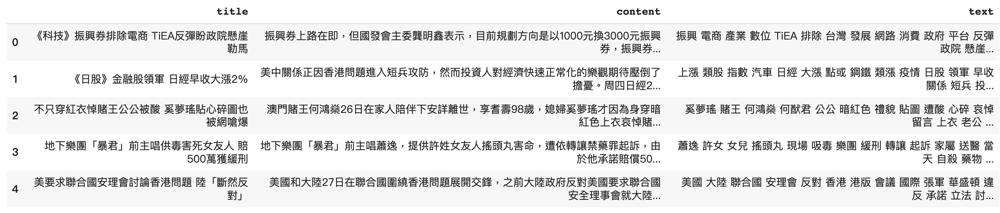 title content text
0 《科技》振興券排除電商 TiEA反彈盼政院懸崖 振興券上路在即，但國發會主委龔明鑫表示，目前規劃方向是以1000元換3000元振興 振興 電商 產業 數位 TiEA 排除 台灣 發展 網路 消費 政府 平台 反彈
勒馬 券，振興券... 政院 懸崖...
1 《日股》金融股領軍 日經早收大漲2% 美中關係正因香港問題進入短兵攻防，然而投資人對經濟快速正常化的樂觀期待壓倒了 上漲 類股 指數 汽車 日經 大漲 點或 鋼鐵 類漲 疫情 日股 領軍 早收
擔憂。周四日經2... 關係 短兵 投...
2 不只穿紅衣悼賭王公公被酸 奚夢瑤貼心碎圖也 澳門賭王何鴻燊26日在家人陪伴下安詳離世，享耆壽98歲，媳婦奚夢瑤才因為身穿暗 奚夢瑤 賭王 何鴻燊 何猷君 公公 暗紅色 禮貌 貼圖 遭酸 心碎 哀悼
被網嗆爆 紅色上衣哀悼賭... 留言 上衣 老公 ...
3 地下樂團「暴君」前主唱供毒害死女友人 賠 地下樂團「暴君」前主唱蕭逸，提供許姓女友人搖頭丸害命，遭依轉讓禁藥罪起訴，由 蕭逸 許女 女兒 搖頭丸 現場 吸毒 樂團 緩刑 轉讓 起訴 家屬 送醫 當
500萬獲緩刑 於他承諾賠償50... 天 自殺 藥物 ...
4 美要求聯合國安理會討論香港問題 陸「斷然反 美國和大陸27日在聯合國圍繞香港問題展開交鋒，之前大陸政府反對美國要求聯合國 美國 大陸 聯合國 安理會 反對 香港 港版 會議 國際 張軍 華盛頓 違
對」 安全理事會就大陸... 反 承諾 立法 討...